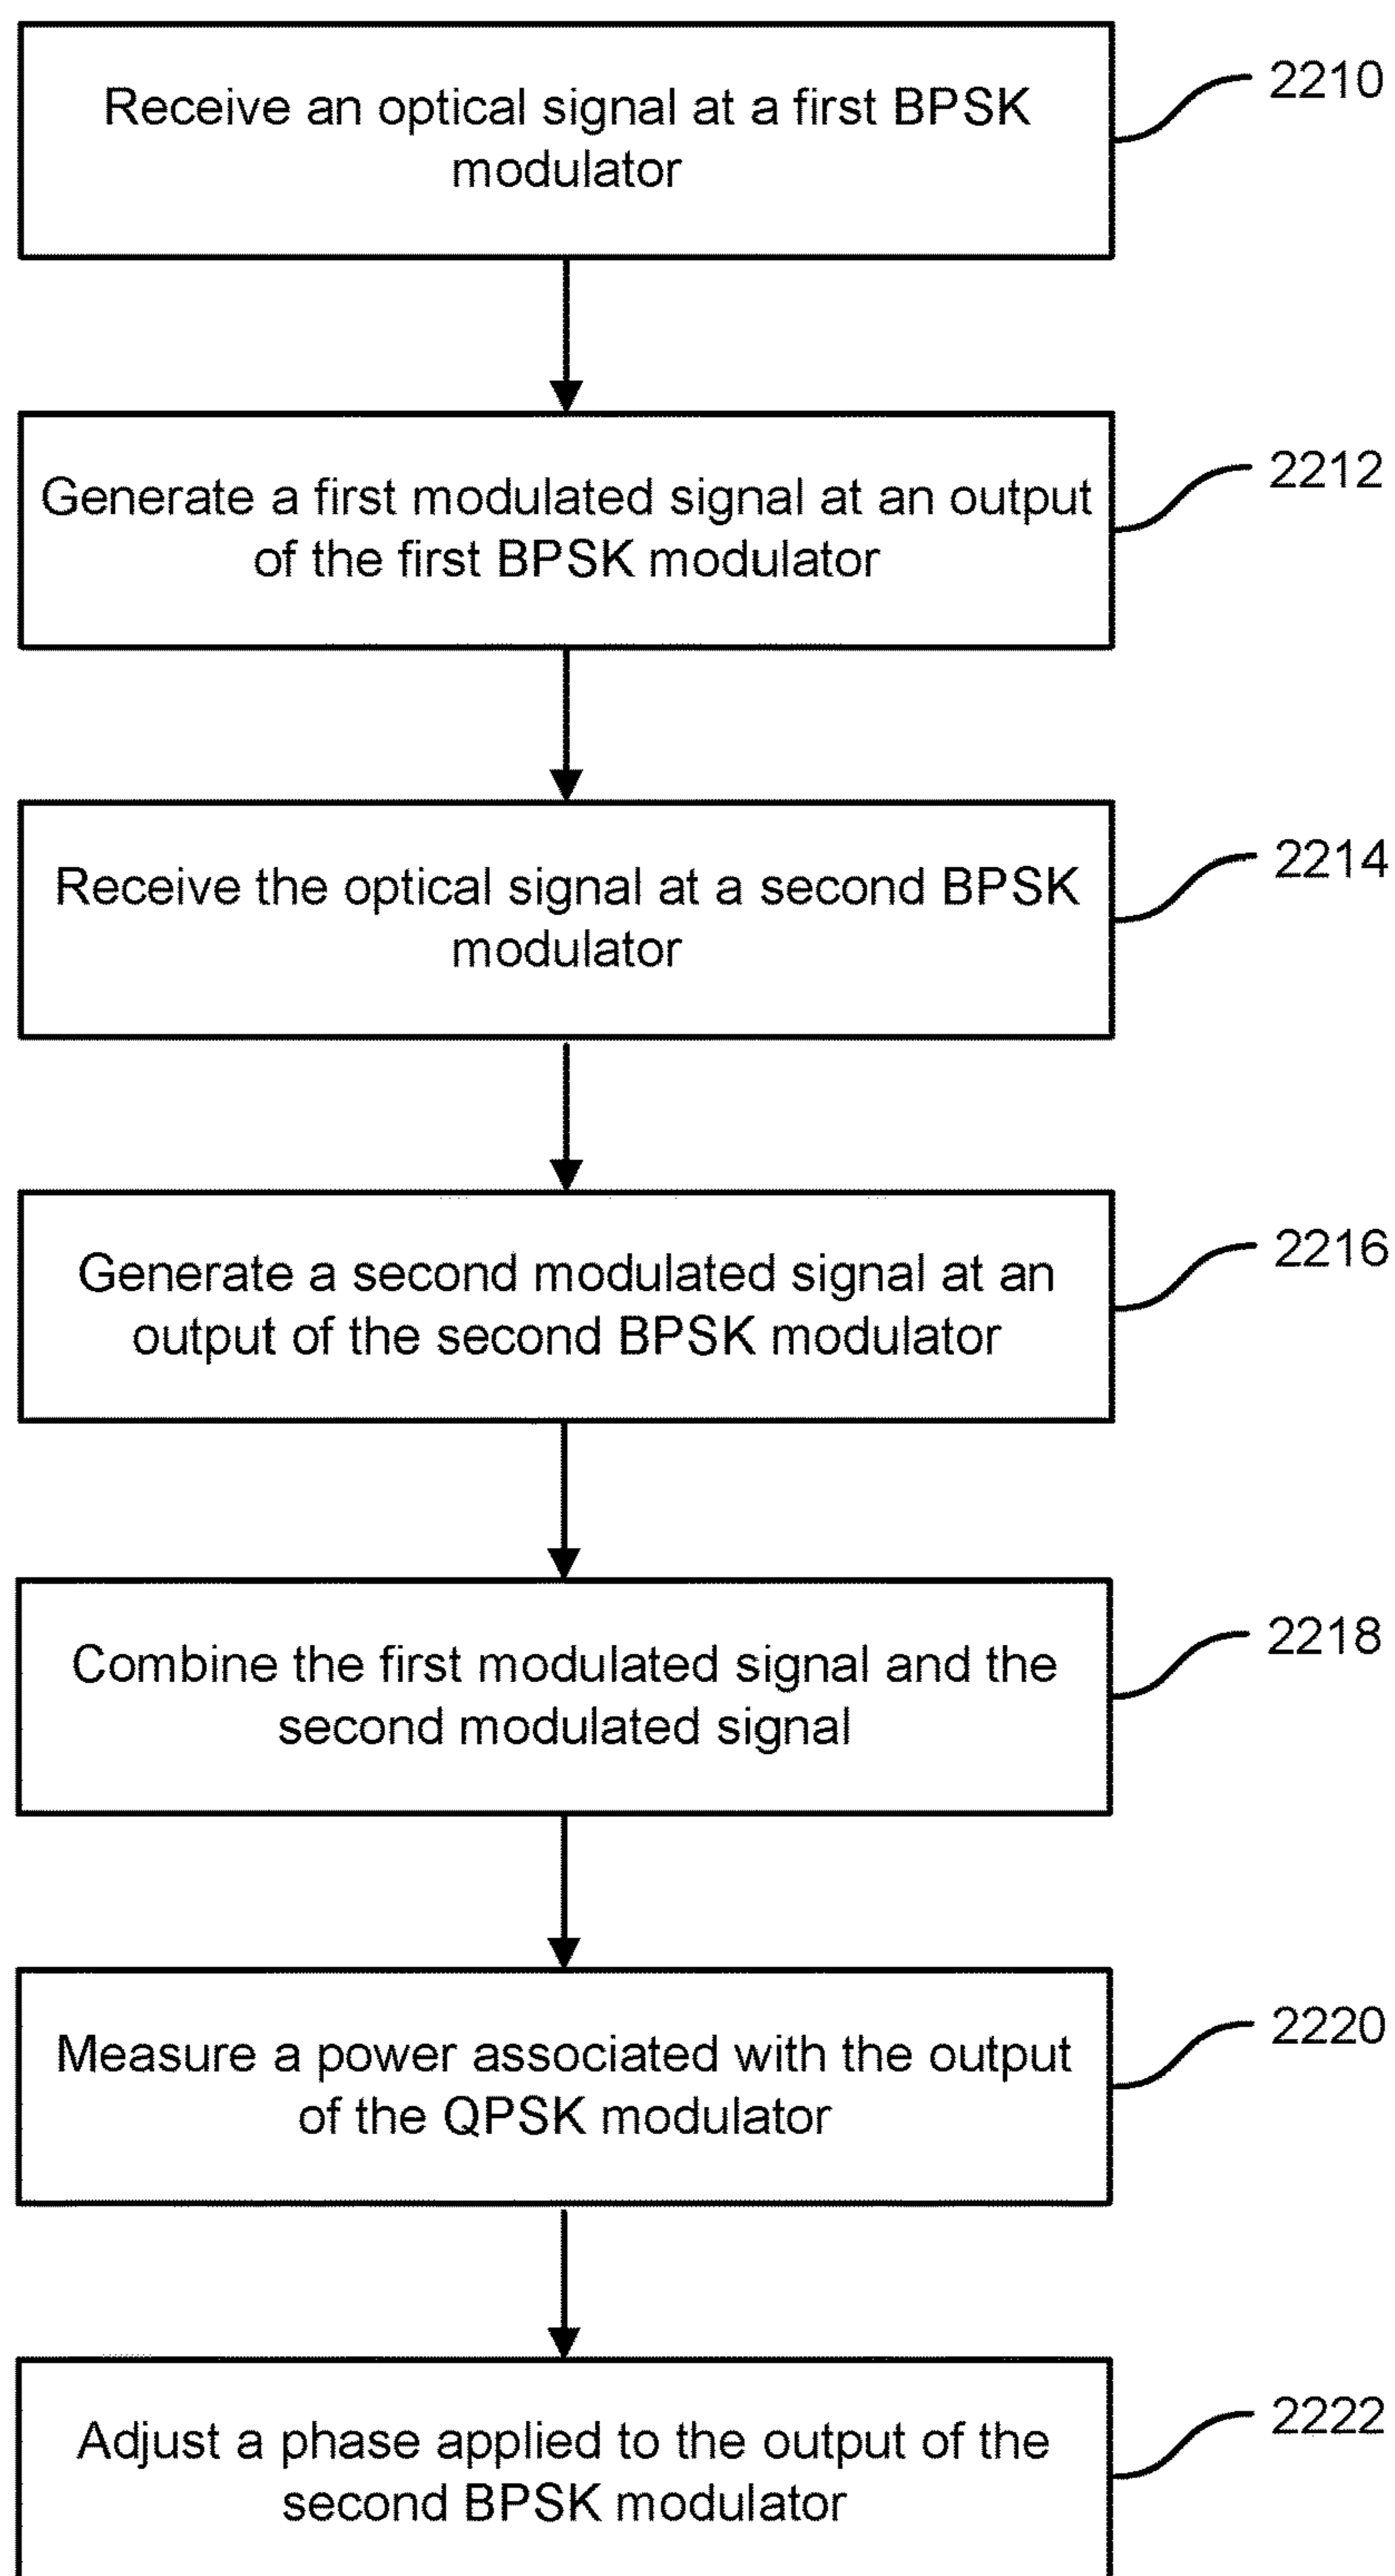 Receive an optical signal at a first BPSK
modulator
2210
Generate a first modulated signal at an output
of the first BPSK modulator
2212
Receive the optical signal at a second BPSK
modulator
2214
Generate a second modulated signal at an
output of the second BPSK modulator
2216
Combine the first modulated signal and the
second modulated signal
2218
Measure a power associated with the output
of the QPSK modulator
2220
Adjust a phase applied to the output of the
second BPSK modulator
2222